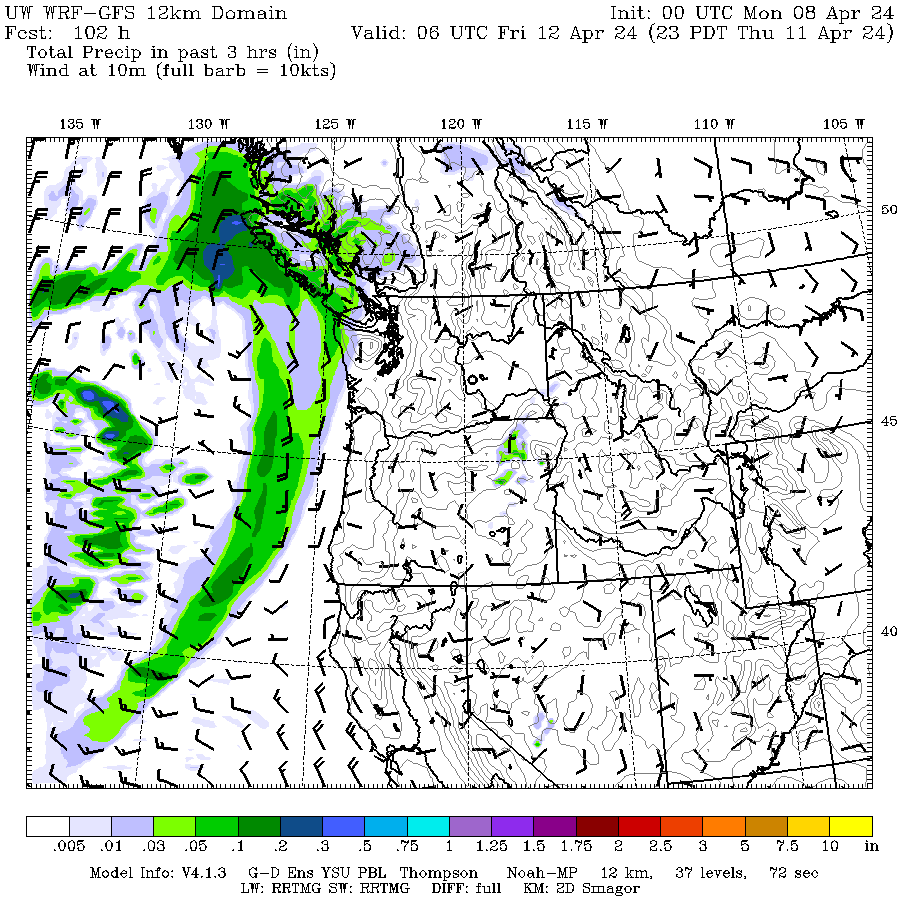 UW WRF-GFS 12km Domain Init: 00 UTC Mon 08 Apr 24
Fcst: 102 h Valid: 06 UTC Fri 12 Apr 24 (23 PDT Thu 11 Apr 24)
Total Precip in past 3 hrs (in)
Wind at 10m (full barb = 10kts)
135 W 130 W 125 W 120 W 115 W 110 W 105 W
50
45
40
.005 .01 .03 .05 .1 .2 .3 .5 .75 1 1.25 1.5 1.75 2 2.5 3 5 7.5 10 in
Model Info: V4.1.3 G-D Ens YSU PBL Thompson Noah-MP 12 km, 37 levels, 72 sec
LW: RRTMG SW: RRTMG DIFF: full KM: 2D Smagor